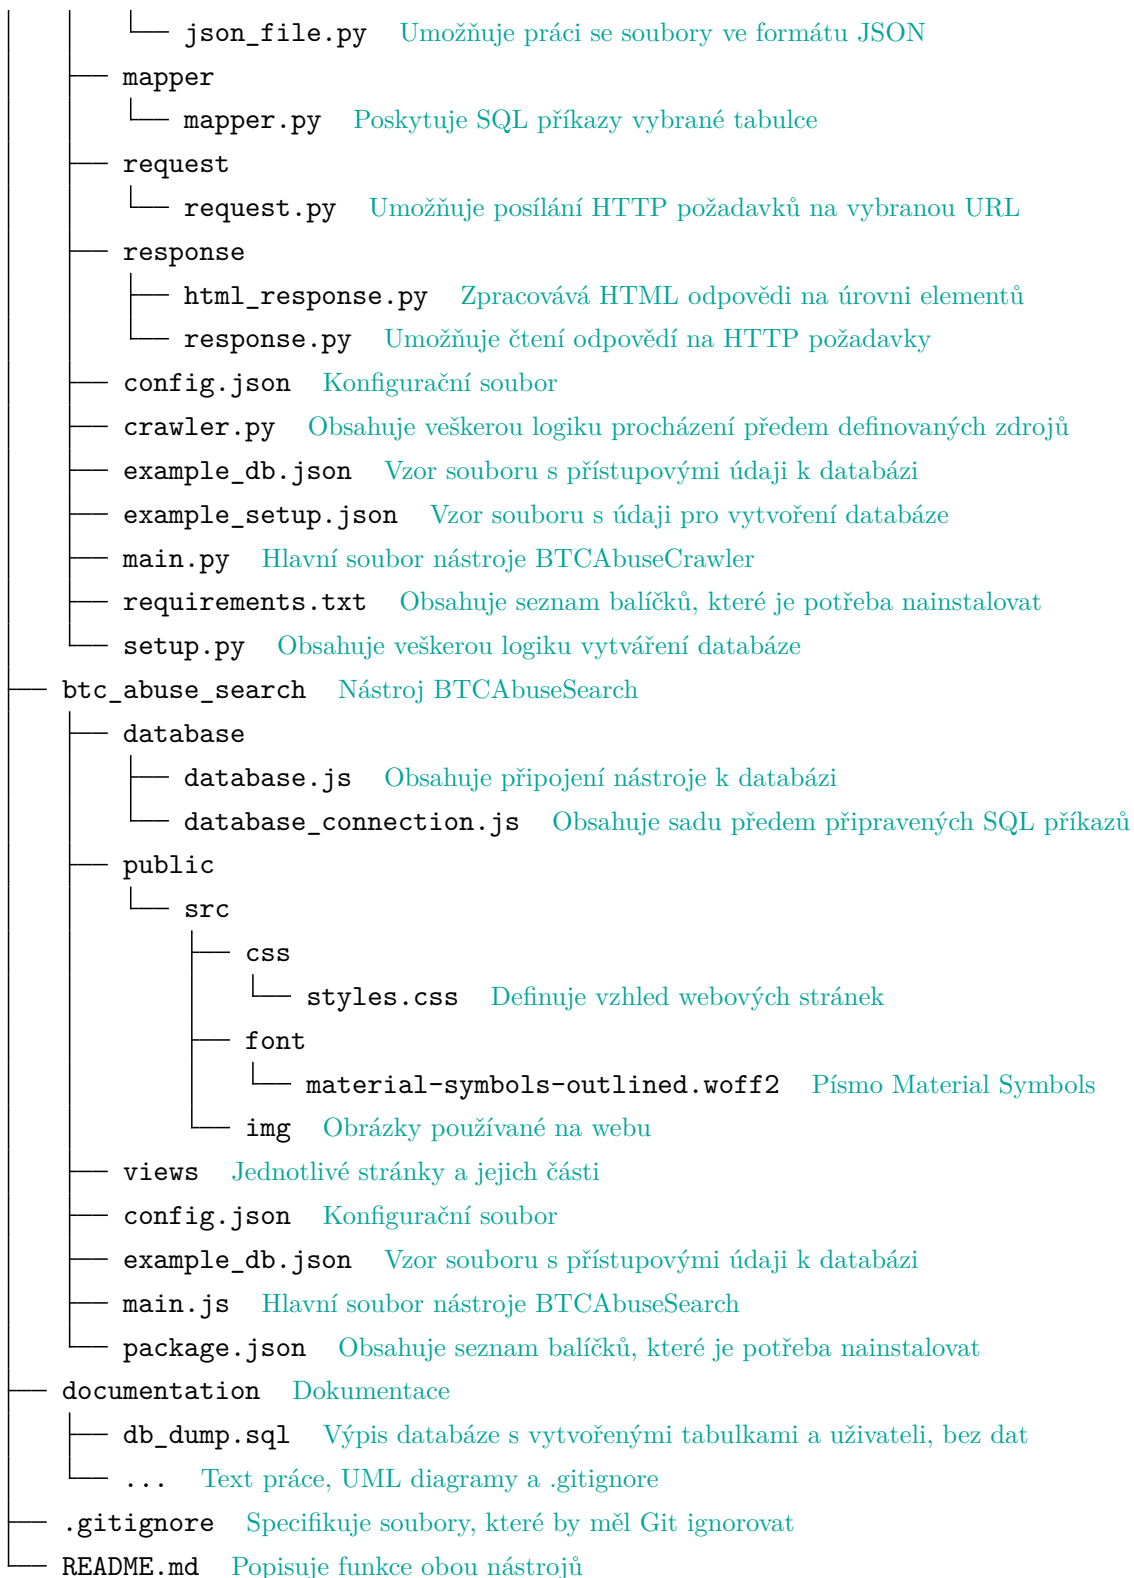 json_file.py Umožňuje práci se soubory ve formátu JSON
mapper
mapper.py Poskytuje SQL příkazy vybrané tabulce
request
request.py Umožňuje posílání HTTP požadavků na vybranou URL
response
html_response.py Zpracovává HTML odpovědi na úrovni elementů
response.py Umožňuje čtení odpovědí na HTTP požadavky
config.json Konfigurační soubor
crawler.py Obsahuje veškerou logiku procházení předem definovaných zdrojů
example_db.json Vzor souboru s přístupovými údaji k databázi
example_setup.json Vzor souboru s údaji pro vytvoření databáze
main.py Hlavní soubor nástroje BTCAbuseCrawler
requirements.txt Obsahuje seznam balíčků, které je potřeba nainstalovat
setup.py Obsahuje veškerou logiku vytváření databáze
btc_abuse_search Nástroj BTCAbuseSearch
database
database.js Obsahuje připojení nástroje k databázi
database_connection.js Obsahuje sadu předem připravených SQL příkazů
public
src
css
styles.css Definuje vzhled webových stránek
font
material-symbols-outlined.woff2 Písmo Material Symbols
img Obrázky používané na webu
views Jednotlivé stránky a jejich části
config.json Konfigurační soubor
example_db.json Vzor souboru s přístupovými údaji k databázi
main.js Hlavní soubor nástroje BTCAbuseSearch
package.json Obsahuje seznam balíčků, které je potřeba nainstalovat
documentation Dokumentace
db_dump.sql Výpis databáze s vytvořenými tabulkami a uživateli, bez dat
... Text práce, UML diagramy a .gitignore
.gitignore Specifikuje soubory, které by měl Git ignorovat
README.md Popisuje funkce obou nástrojů